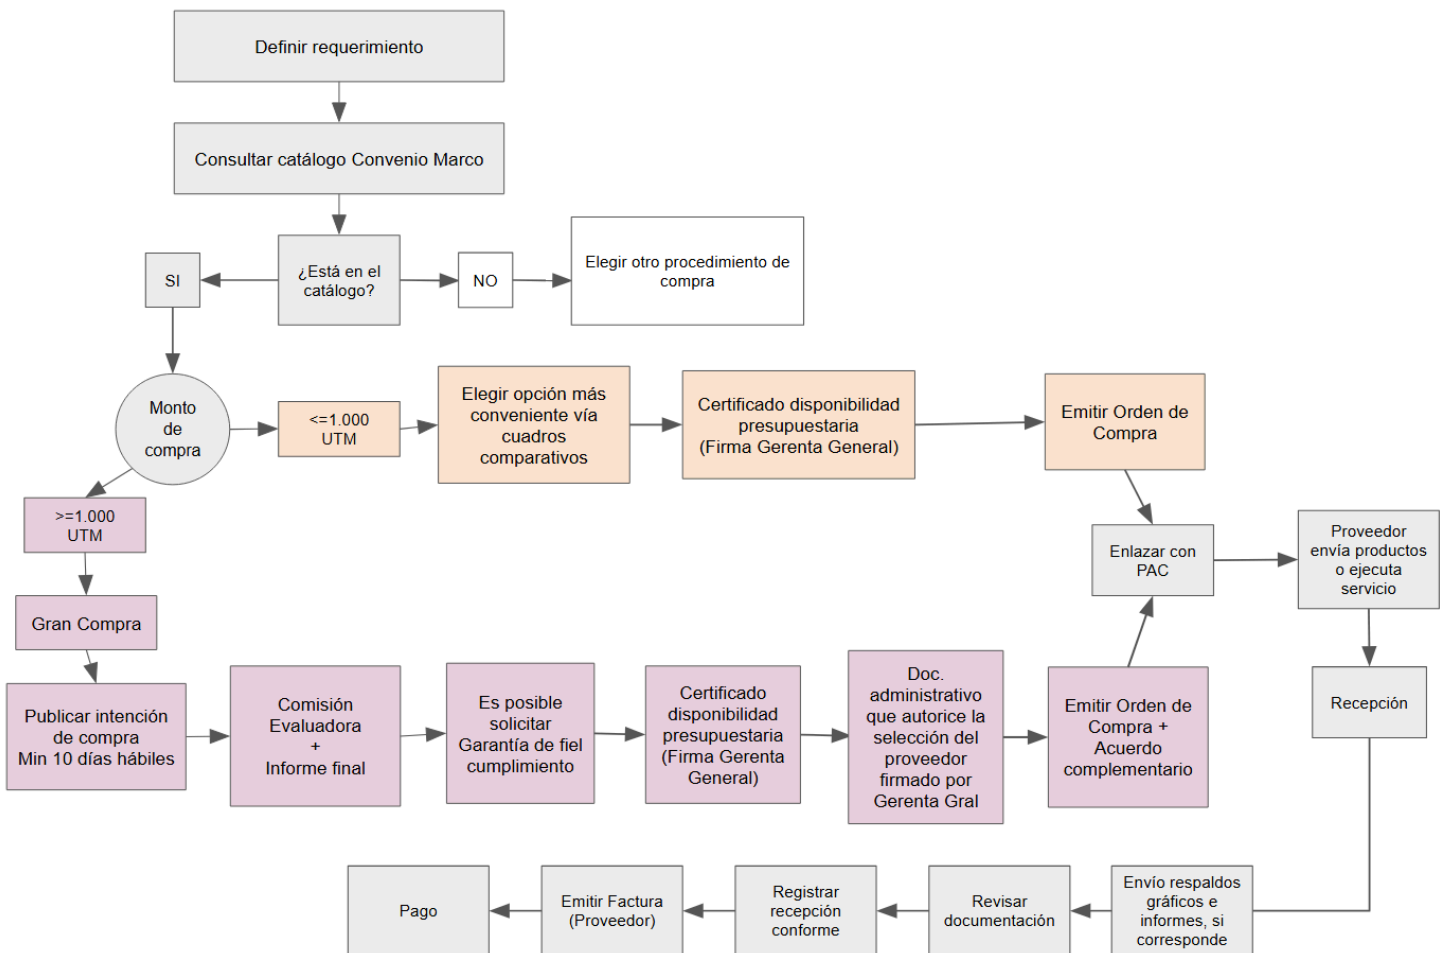 Definir requerimiento
Consultar catálogo Convenio Marco
¿Está en el
catálogo?
SI
NO
Elegir otro procedimiento de
compra
Monto
de
compra
<=1.000
UTM
Elegir opción más
conveniente vía
cuadros
comparativos
Certificado disponibilidad
presupuestaria
(Firma Gerenta General)
Emitir Orden de
Compra
>=1.000
UTM
Gran Compra
Publicar intención
de compra
Min 10 días hábiles
Comisión
Evaluadora
+
Informe final
Es posible
solicitar
Garantía de fiel
cumplimiento
Certificado
disponibilidad
presupuestaria
(Firma Gerenta
General)
Doc.
administrativo
que autorice la
selección del
proveedor
firmado por
Gerenta Gral
Emitir Orden de
Compra +
Acuerdo
complementario
Enlazar con
PAC
Proveedor
envía productos
o ejecuta
servicio
Recepción
Envío respaldos
gráficos e
informes, si
corresponde
Revisar
documentación
Registrar
recepción
conforme
Emitir Factura
(Proveedor)
Pago